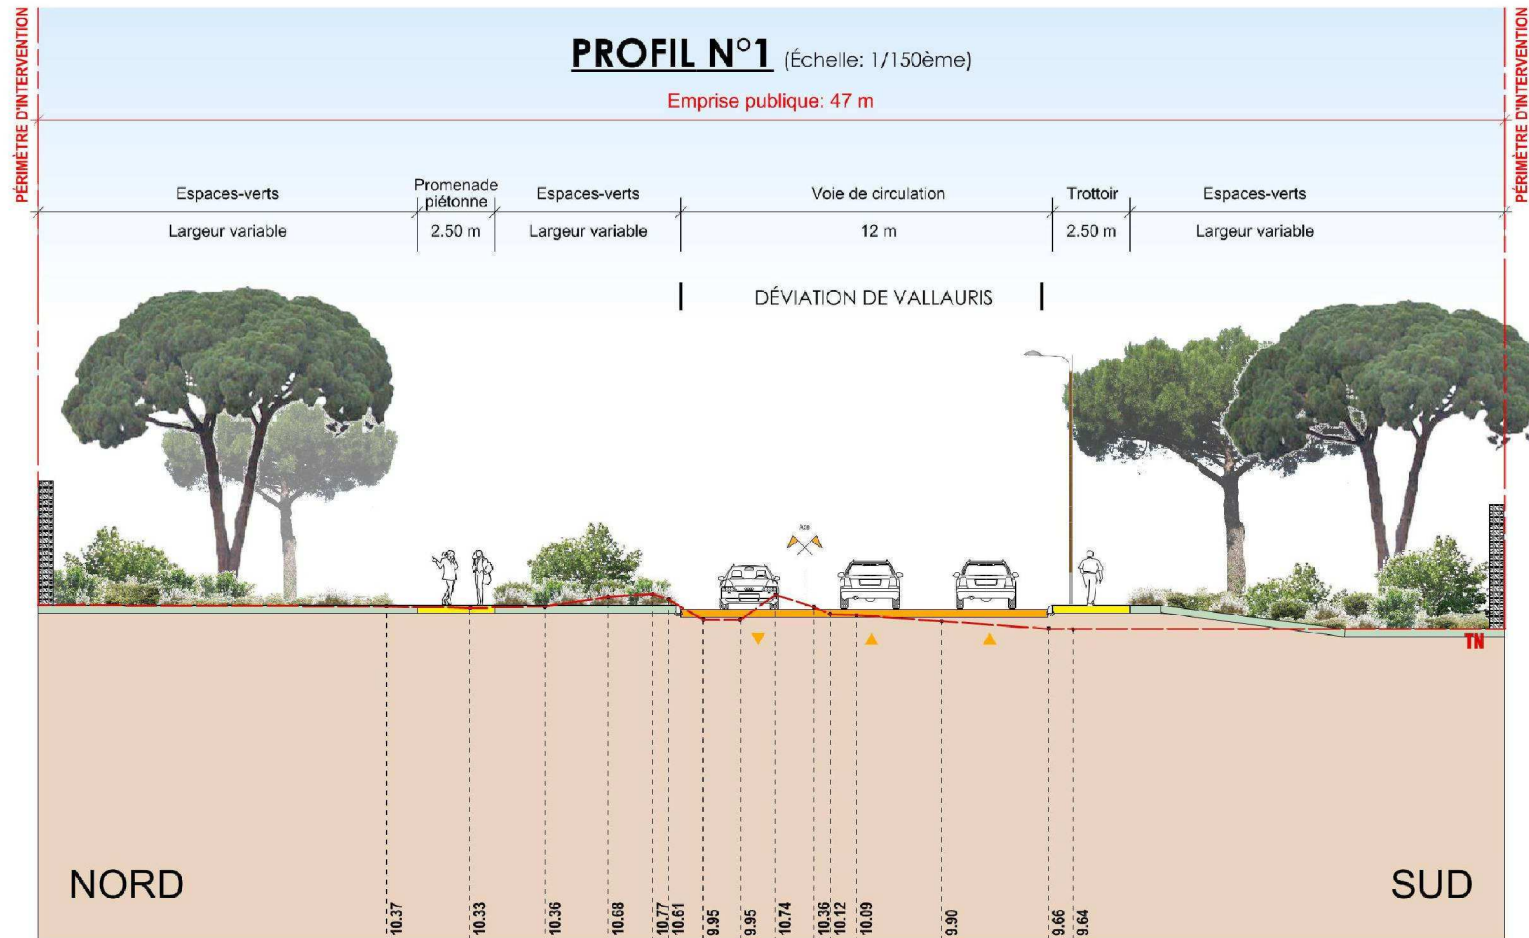 PROFIL N°1 (Échelle: 1/150ème)
Emprise publique: 47 m
PÉRIMÈTRE D'INTERVENTION
PÉRIMÈTRE D'INTERVENTION
Espaces-verts
Promenade
piétonne
Espaces-verts
Voie de circulation
Trottoir
Espaces-verts
Largeur variable
2.50 m
Largeur variable
12 m
2.50 m
Largeur variable
DÉVIATION DE VALLAURIS
TN
NORD
SUD
10.37
10.33
10.36
10.68
10.77
10.61
9.95
9.95
10.74
10.36
10.12
10.09
9.90
9.66
9.64